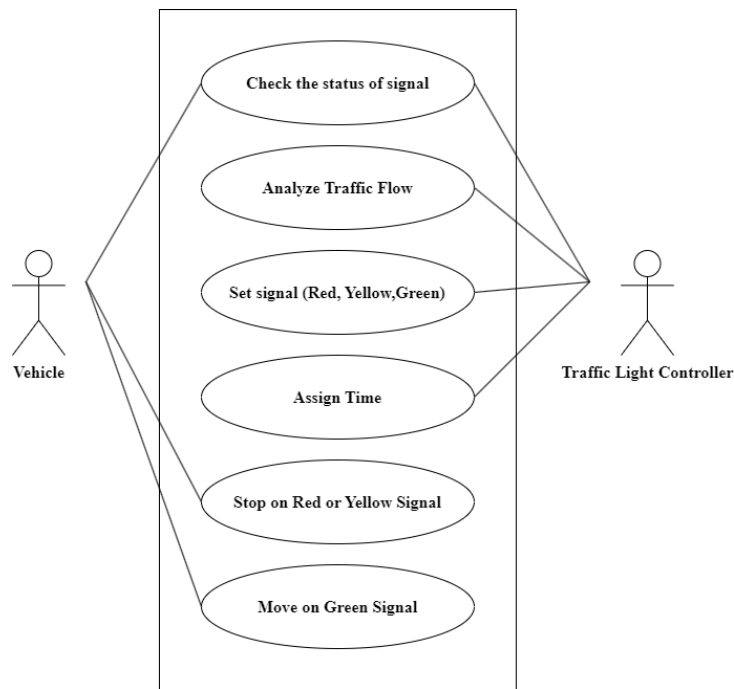 Check the status of signal
Analyze Traffic Flow
Set signal (Red, Yellow,Green)
Vehicle
Traffic Light Controller
Assign Time
Stop on Red or Yellow Signal
Move on Green Signal